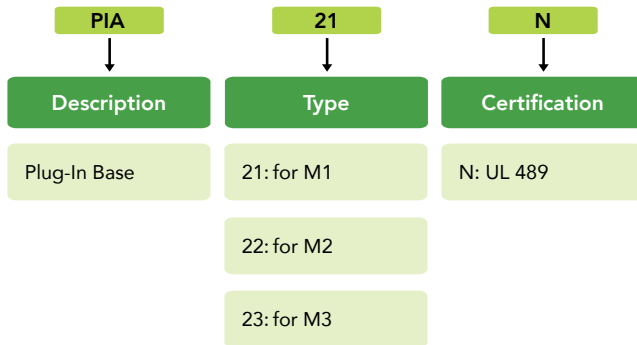 PIA 21 N
Description Type Certification
Plug-In Base 21: for M1 N: UL 489
22: for M2
23: for M3